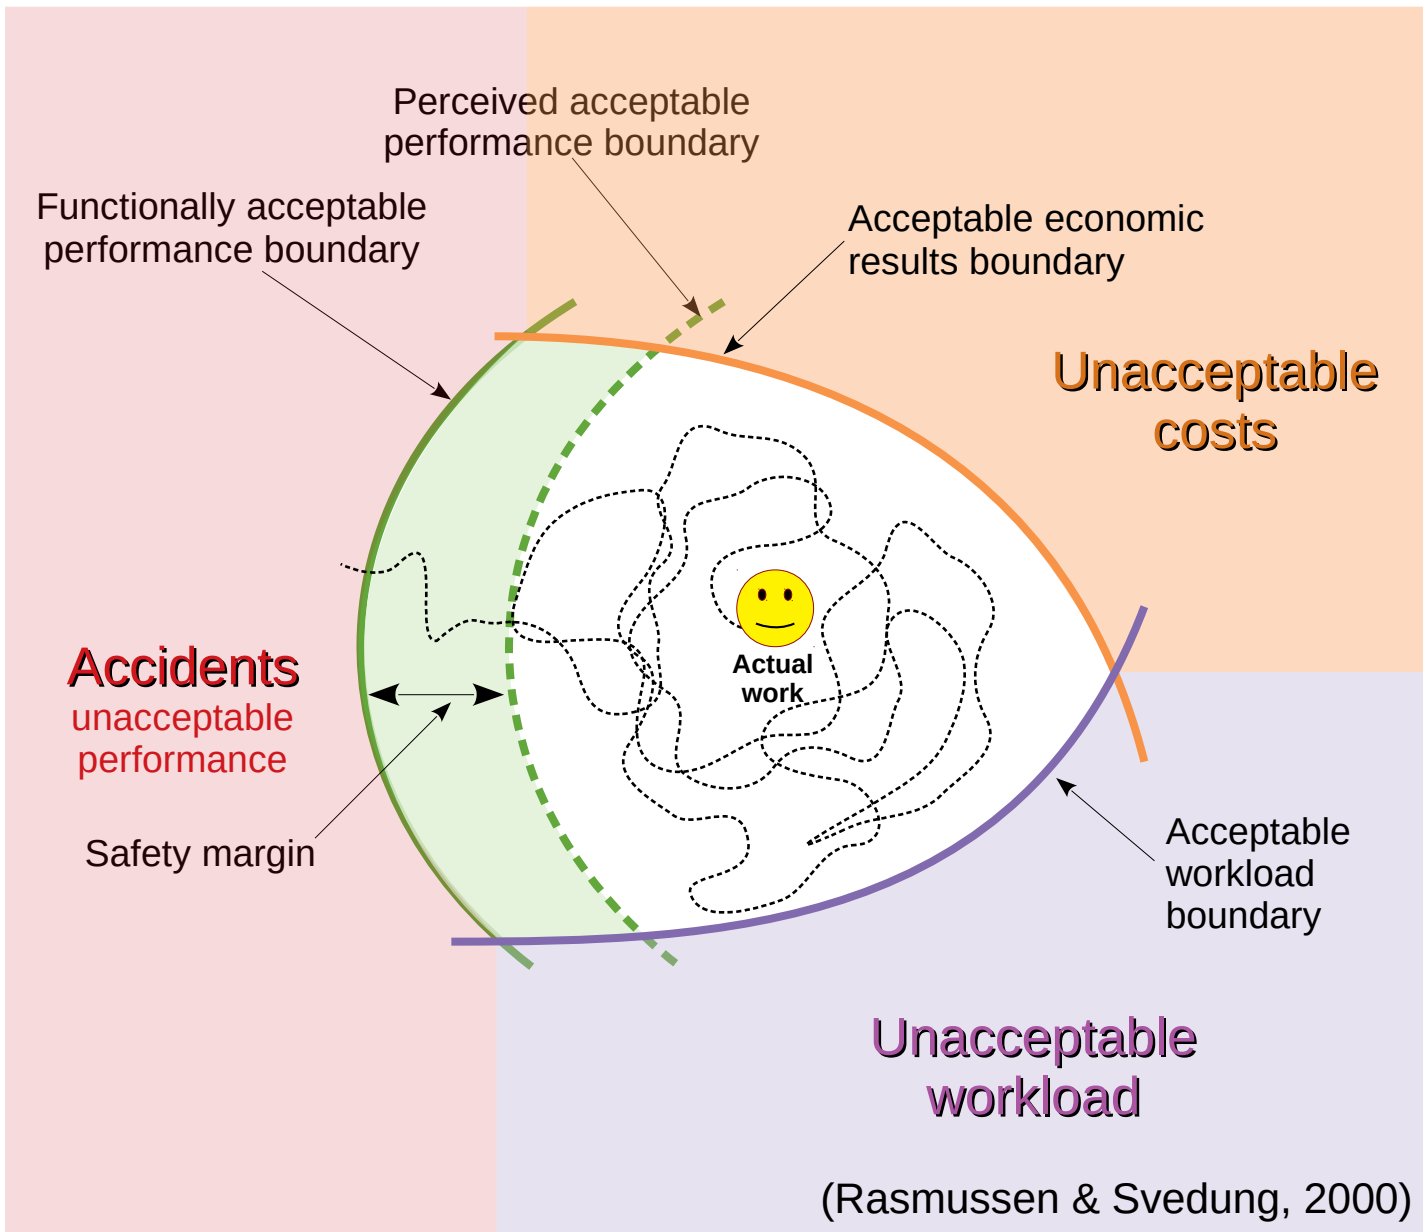 Perceived acceptable
performance boundary
Functionally acceptable
performance boundary
Acceptable economic
results boundary
Unacceptable
costs
Actual
work
Accidents
unacceptable
performance
Safety margin
Acceptable
workload
boundary
Unacceptable
workload
(Rasmussen & Svedung, 2000)